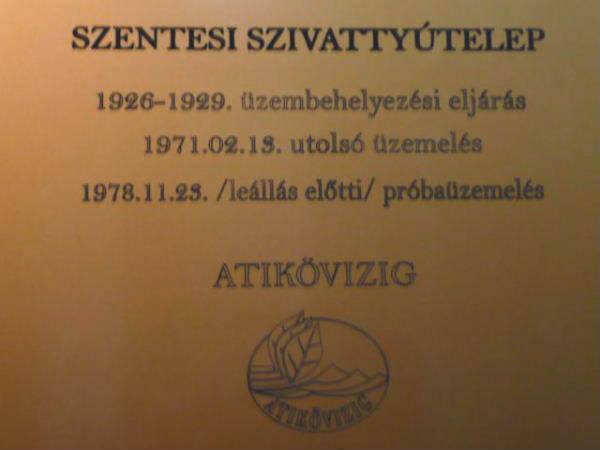 SZENTESI SZIVATTYÚTELEP
1926-1929. üzembehelyezési eljárás
1971.02.13. utolsó üzemelés
1978.11.23. /leállás előtti/ próbaüzemelés
ATIKÖVIZIG
ATIKÖVIZIG